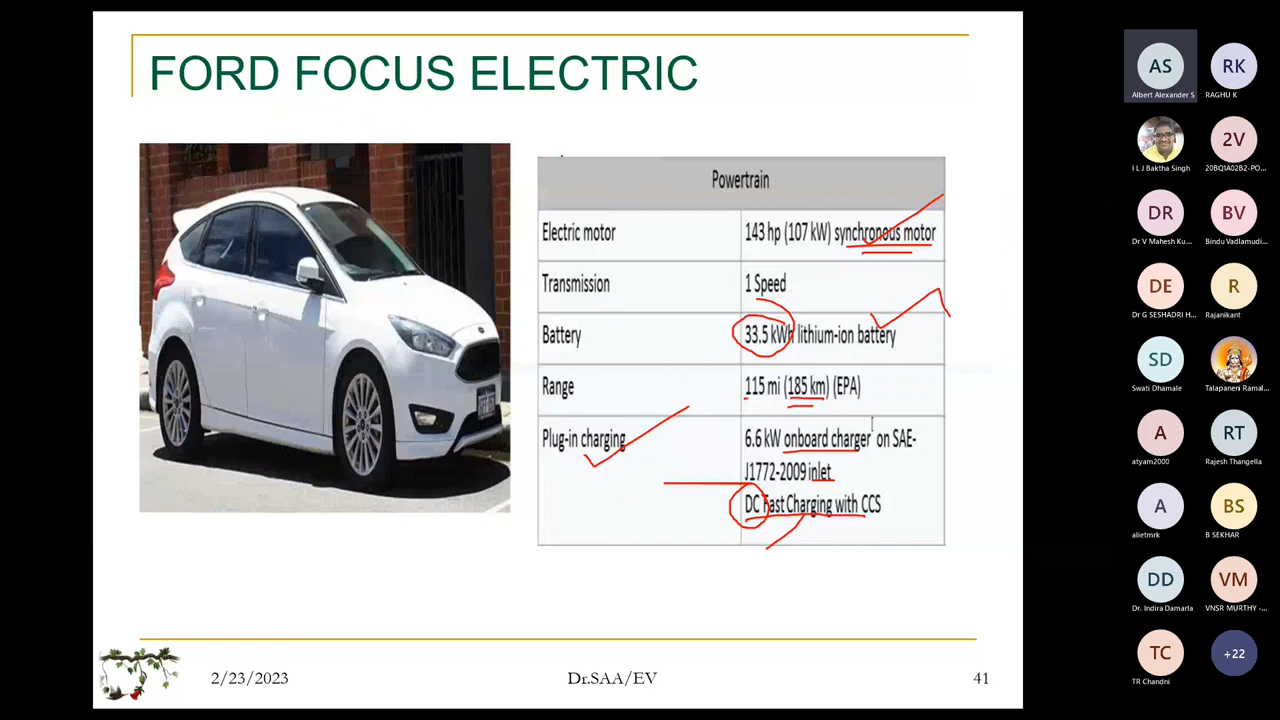 FORD FOCUS ELECTRIC
Powertrain
Electric motor
143 hp (107 kW) synchronous motor
Transmission
1 Speed
Battery
33.5 kWh lithium-ion battery
Range
115 mi (185 km) (EPA)
Plug-in charging
6.6 kW onboard charger on SAE-
J1772-2009 inlet
DC Fast Charging with CCS
2/23/2023
Dr.SAA/EV
41
AS
Albert Alexander S
RK
RAGHU K
I L J Baktha Singh
2V
20BQ1A02B2-PO...
DR
Dr V Mahesh Ku...
BV
Bindu Vadlamudi...
DE
Dr G SESHADRI H...
R
Rajanikant
SD
Swati Dhamale
Talapaneni Ramal...
A
atyam2000
RT
Rajesh Thangella
A
alietmrk
BS
B SEKHAR
DD
Dr. Indira Damarla
VM
VNSR MURTHY -...
TC
TR Chandni
+22